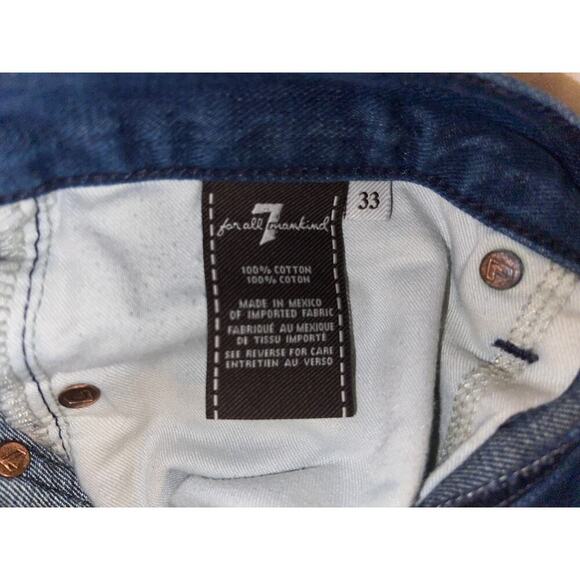 7
for all mankind
33
100% COTTON
100% COTON
MADE IN MEXICO
OF IMPORTED FABRIC
FABRIQUÉ AU MEXIQUE
DE TISSU IMPORTÉ
SEE REVERSE FOR CARE
ENTRETIEN AU VERSO